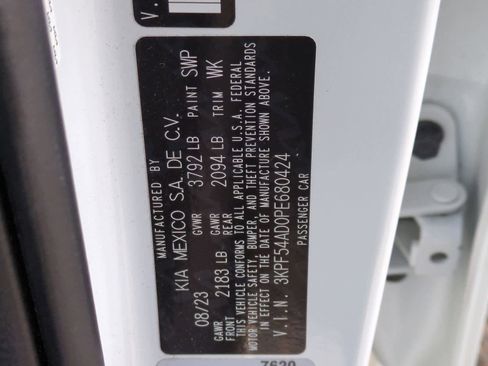 V.I
MANUFACTURED BY
KIA MEXICO S.A. DE C.V.
08/23 GVWR 3792 LB PAINT SWP
GAWR FRONT 2183 LB GAWR REAR 2094 LB TRIM WK
THIS VEHICLE CONFORMS TO ALL APPLICABLE U.S.A. FEDERAL
MOTOR VEHICLE SAFETY, BUMPER, AND THEFT PREVENTION STANDARDS
IN EFFECT ON THE DATE OF MANUFACTURE SHOWN ABOVE.
V.I.N. 3KPF54AD0PE680424
PASSENGER CAR
7620